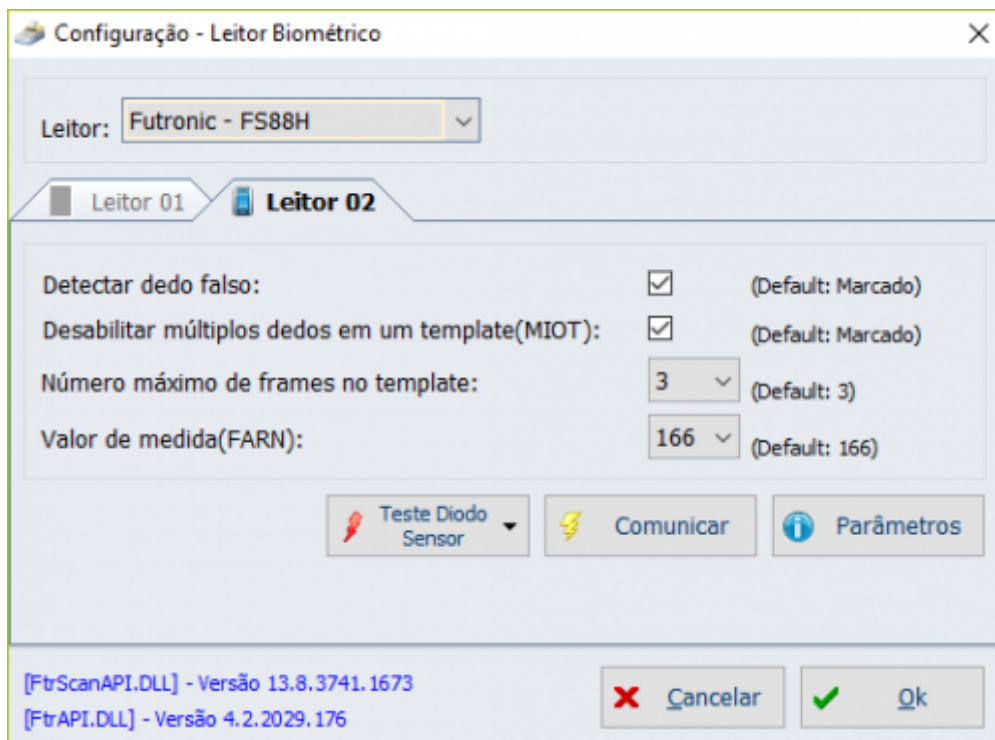 Configuração - Leitor Biométrico
Leitor: Futronic - FS88H
Leitor 01 Leitor 02
Detectar dedo falso: (Default: Marcado)
Desabilitar múltiplos dedos em um template(MIOT): (Default: Marcado)
Número máximo de frames no template: 3 (Default: 3)
Valor de medida(FARN): 166 (Default: 166)
Teste Diodo
Sensor
Comunicar
Parâmetros
[FtrScanAPI.DLL] - Versão 13.8.3741.1673
[FtrAPI.DLL] - Versão 4.2.2029.176
Cancelar
Ok